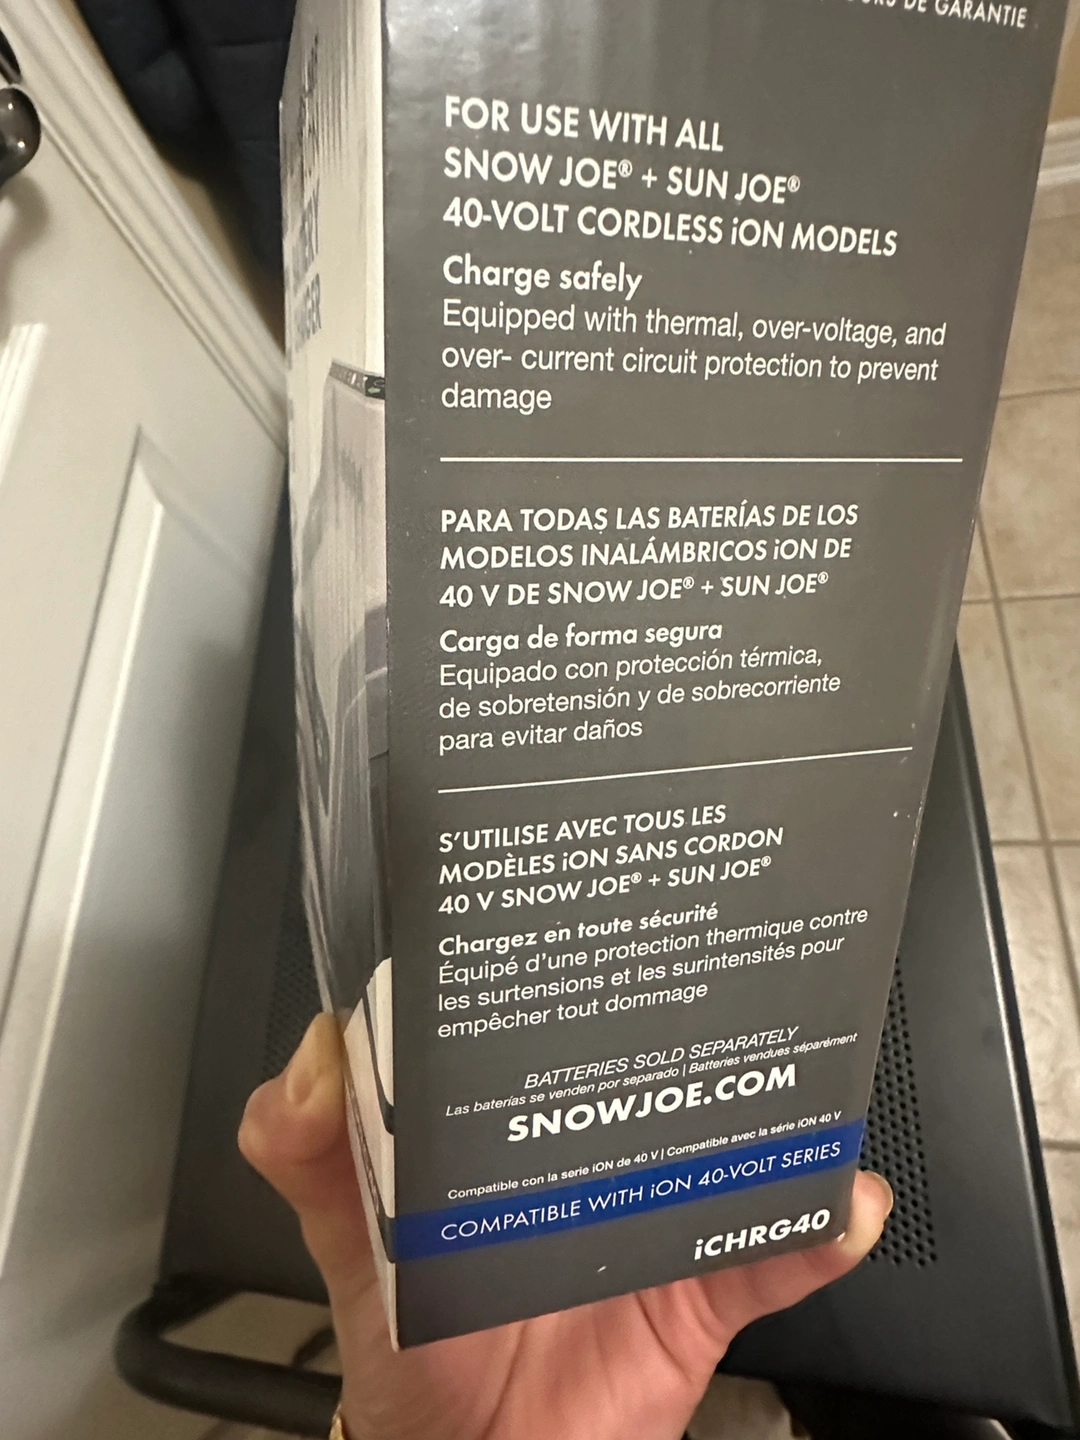 DE GARANTIE
FOR USE WITH ALL
SNOW JOE® + SUN JOE®
40-VOLT CORDLESS iON MODELS
Charge safely
Equipped with thermal, over-voltage, and
over- current circuit protection to prevent
damage
PARA TODAS LAS BATERÍAS DE LOS
MODELOS INALÁMBRICOS iON DE
40 V DE SNOW JOE® + SUN JOE®
Carga de forma segura
Equipado con protección térmica,
de sobretensión y de sobrecorriente
para evitar daños
S'UTILISE AVEC TOUS LES
MODÈLES iON SANS CORDON
40 V SNOW JOE® + SUN JOE®
Chargez en toute sécurité
Équipé d'une protection thermique contre
les surtensions et les surintensités pour
empêcher tout dommage
BATTERIES SOLD SEPARATELY
Las baterías se venden por separado | Batteries vendues séparément
SNOWJOE.COM
Compatible con la serie iON de 40 V | Compatible avec la série iON 40 V
COMPATIBLE WITH iON 40-VOLT SERIES
iCHRG40